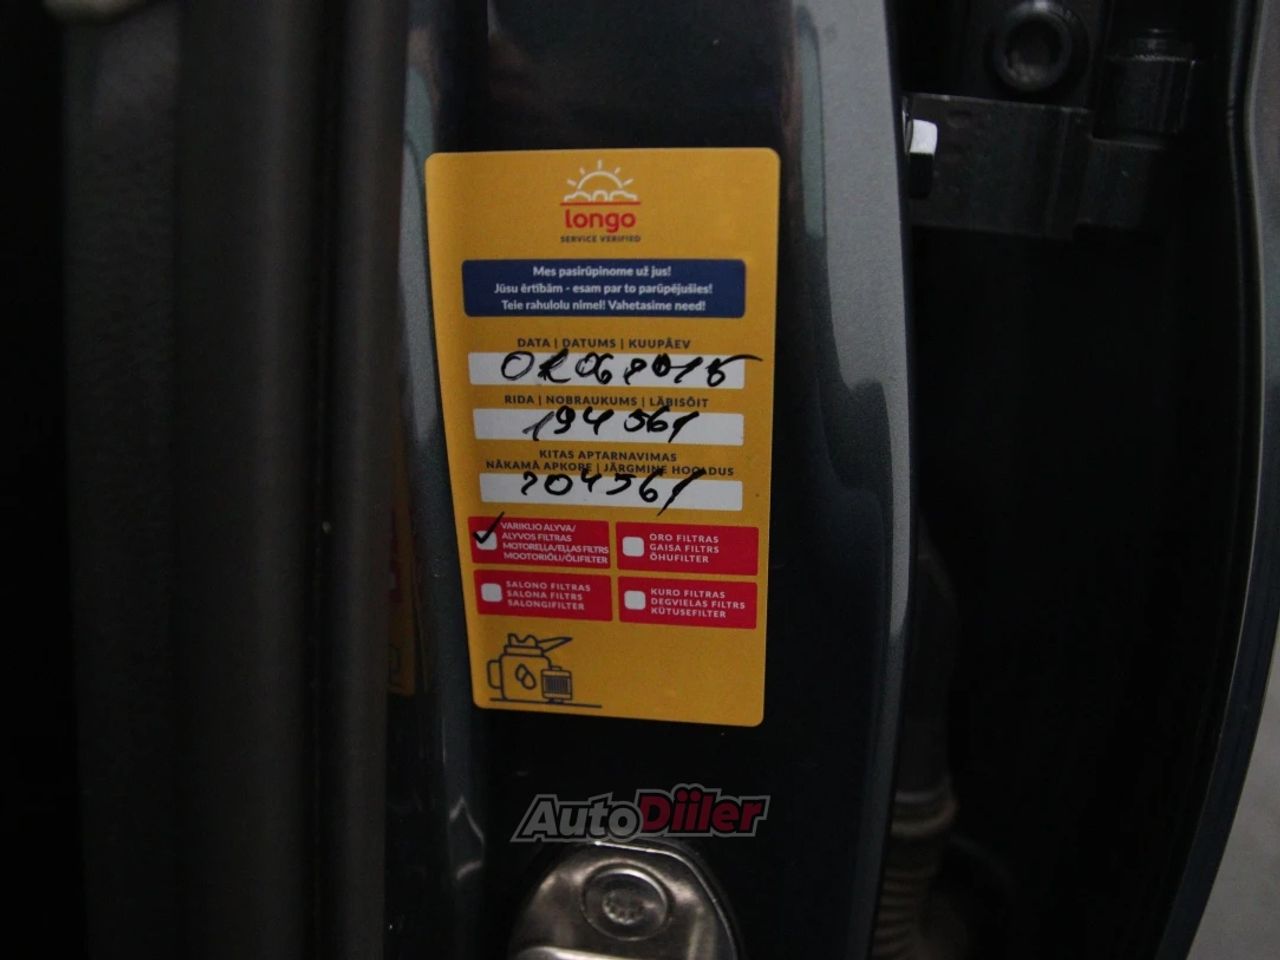 longo
SERVICE VERIFIED
Mes pasirūpinome už jus!
Jūsu ērtībām - esam par to parūpējušies!
Teie rahulolu nimel! Vahetasime need!
DATA | DATUMS | KUUPÄEV
RIDA | NOBRAUKUMS | LÄBISÕIT
194561
KITAS APTARNAVIMAS
NĀKAMĀ APKOPE | JÄRGMINE HOOLDUS
204561
VARIKLIO ALYVA/
ALYVOS FILTRAS
MOTOREĻĻA/EĻĻAS FILTRS
MOOTORIÕLI/ÕLIFILTER
ORO FILTRAS
GAISA FILTRS
ÕHUFILTER
SALONO FILTRAS
SALONA FILTRS
SALONGIFILTER
KURO FILTRAS
DEGVIELAS FILTRS
KÜTUSEFILTER
AutoDiiler